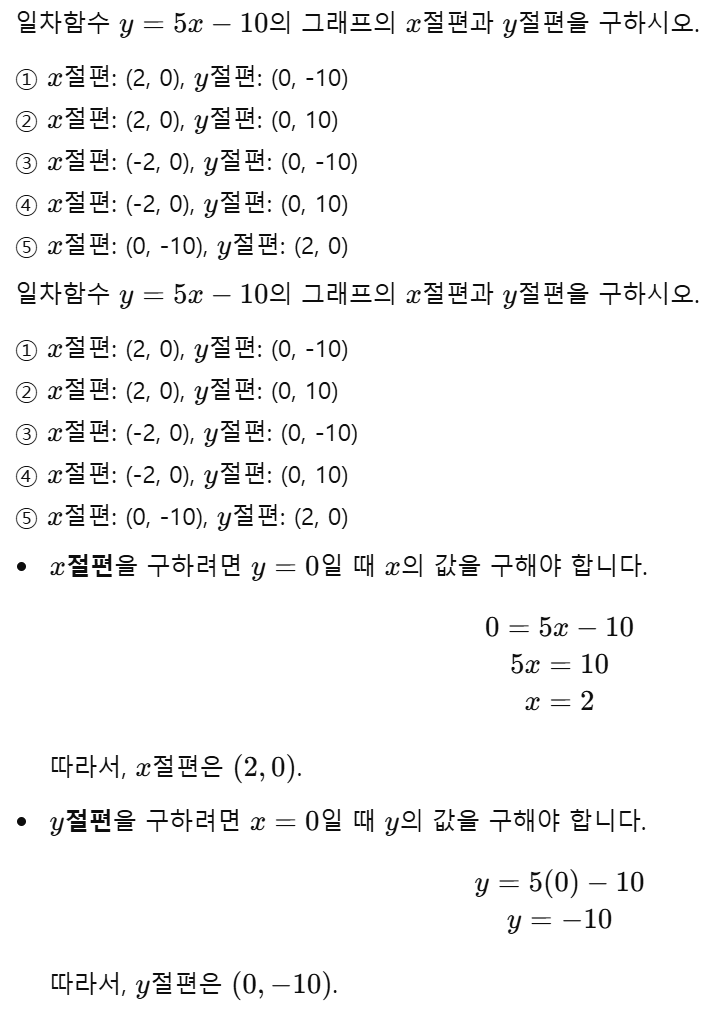 일차함수 y = 5x − 10의 그래프의 x절편과 y절편을 구하시오.
① x절편: (2, 0), y절편: (0, -10)
② x절편: (2, 0), y절편: (0, 10)
③ x절편: (-2, 0), y절편: (0, -10)
④ x절편: (-2, 0), y절편: (0, 10)
⑤ x절편: (0, -10), y절편: (2, 0)
일차함수 y = 5x − 10의 그래프의 x절편과 y절편을 구하시오.
① x절편: (2, 0), y절편: (0, -10)
② x절편: (2, 0), y절편: (0, 10)
③ x절편: (-2, 0), y절편: (0, -10)
④ x절편: (-2, 0), y절편: (0, 10)
⑤ x절편: (0, -10), y절편: (2, 0)
• x절편을 구하려면 y = 0일 때 x의 값을 구해야 합니다.
0 = 5x − 10
5x = 10
x = 2
따라서, x절편은 (2, 0).
• y절편을 구하려면 x = 0일 때 y의 값을 구해야 합니다.
y = 5(0) − 10
y = −10
따라서, y절편은 (0, −10).